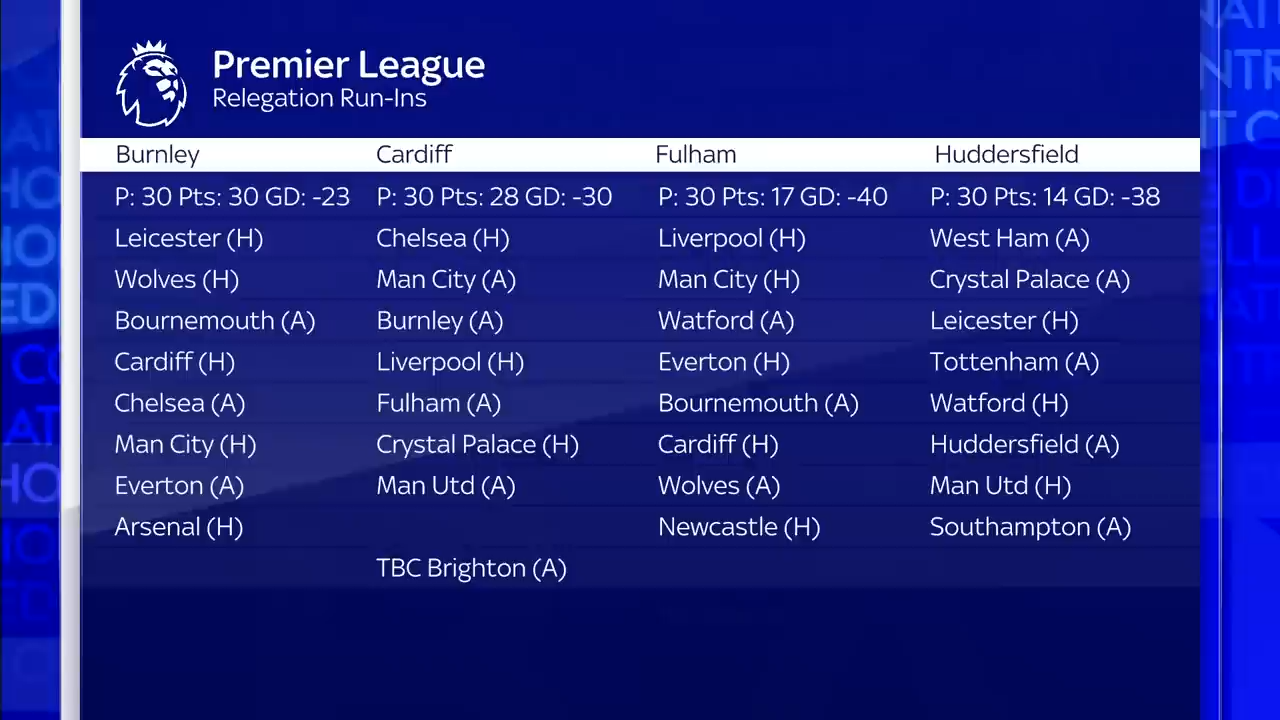 Premier League
Relegation Run-Ins
Burnley Cardiff Fulham Huddersfield
P: 30 Pts: 30 GD: -23 P: 30 Pts: 28 GD: -30 P: 30 Pts: 17 GD: -40 P: 30 Pts: 14 GD: -38
Leicester (H) Chelsea (H) Liverpool (H) West Ham (A)
Wolves (H) Man City (A) Man City (H) Crystal Palace (A)
Bournemouth (A) Burnley (A) Watford (A) Leicester (H)
Cardiff (H) Liverpool (H) Everton (H) Tottenham (A)
Chelsea (A) Fulham (A) Bournemouth (A) Watford (H)
Man City (H) Crystal Palace (H) Cardiff (H) Huddersfield (A)
Everton (A) Man Utd (A) Wolves (A) Man Utd (H)
Arsenal (H) Newcastle (H) Southampton (A)
TBC Brighton (A)